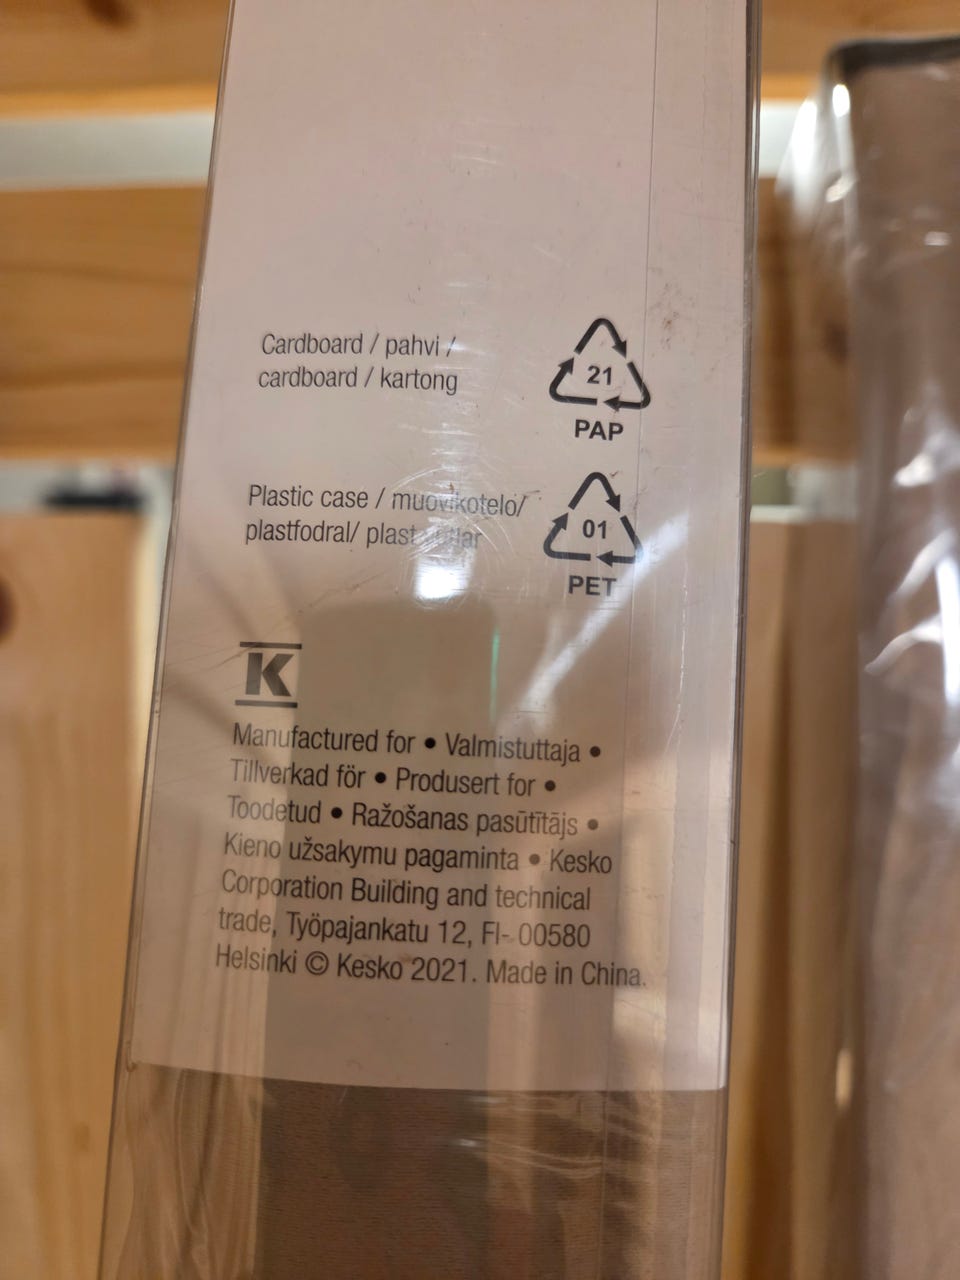 Cardboard / pahvi /
cardboard / kartong
21
PAP
Plastic case / muovikotelo/
plastfodral/
01
PET
K
Manufactured for • Valmistuttaja •
Tillverkad för • Produsert for •
Toodetud • Ražošanas pasūtītājs •
Kieno užsakymu pagaminta • Kesko
Corporation Building and technical
trade, Työpajankatu 12, FI- 00580
Helsinki © Kesko 2021. Made in China.